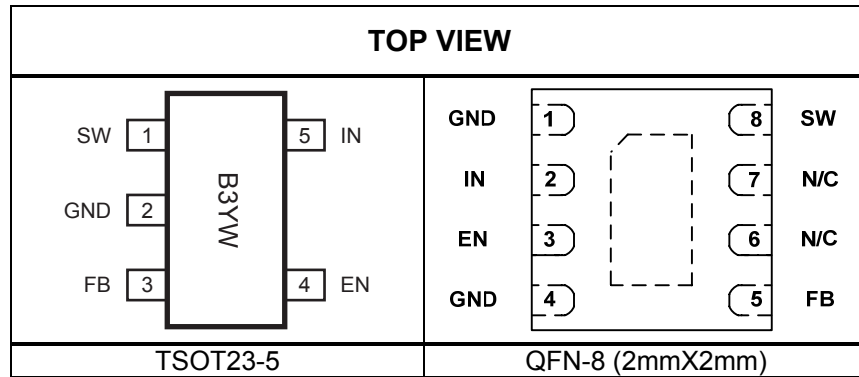 TOP VIEW
SW 1
5 IN
GND 2
B3YW
FB 3
4 EN
TSOT23-5
GND 1
8 SW
IN 2
7 N/C
EN 3
6 N/C
GND 4
5 FB
QFN-8 (2mmX2mm)